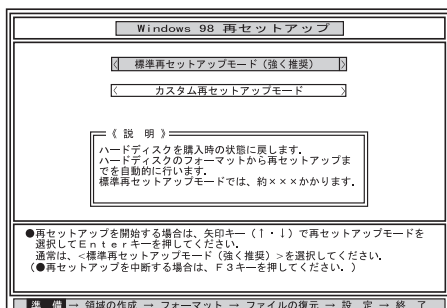 Windows 98 再セットアップ
〈 標準再セットアップモード（強く推奨） 〉
〈 カスタム再セットアップモード 〉
《 説 明 》
ハードディスクを購入時の状態に戻します.
ハードディスクのフォーマットから再セットアップま
でを自動的に行います.
標準再セットアップモードでは、約×××かかります.
●再セットアップを開始する場合は、矢印キー（↑・↓）で再セットアップモードを
選択してEnterキーを押してください.
通常は、<標準再セットアップモード（強く推奨）>を選択してください.
（●再セットアップを中断する場合は、F3キーを押してください. ）
準 備 → 領域の作成 → フォーマット → ファイルの復元 → 設 定 → 終 了